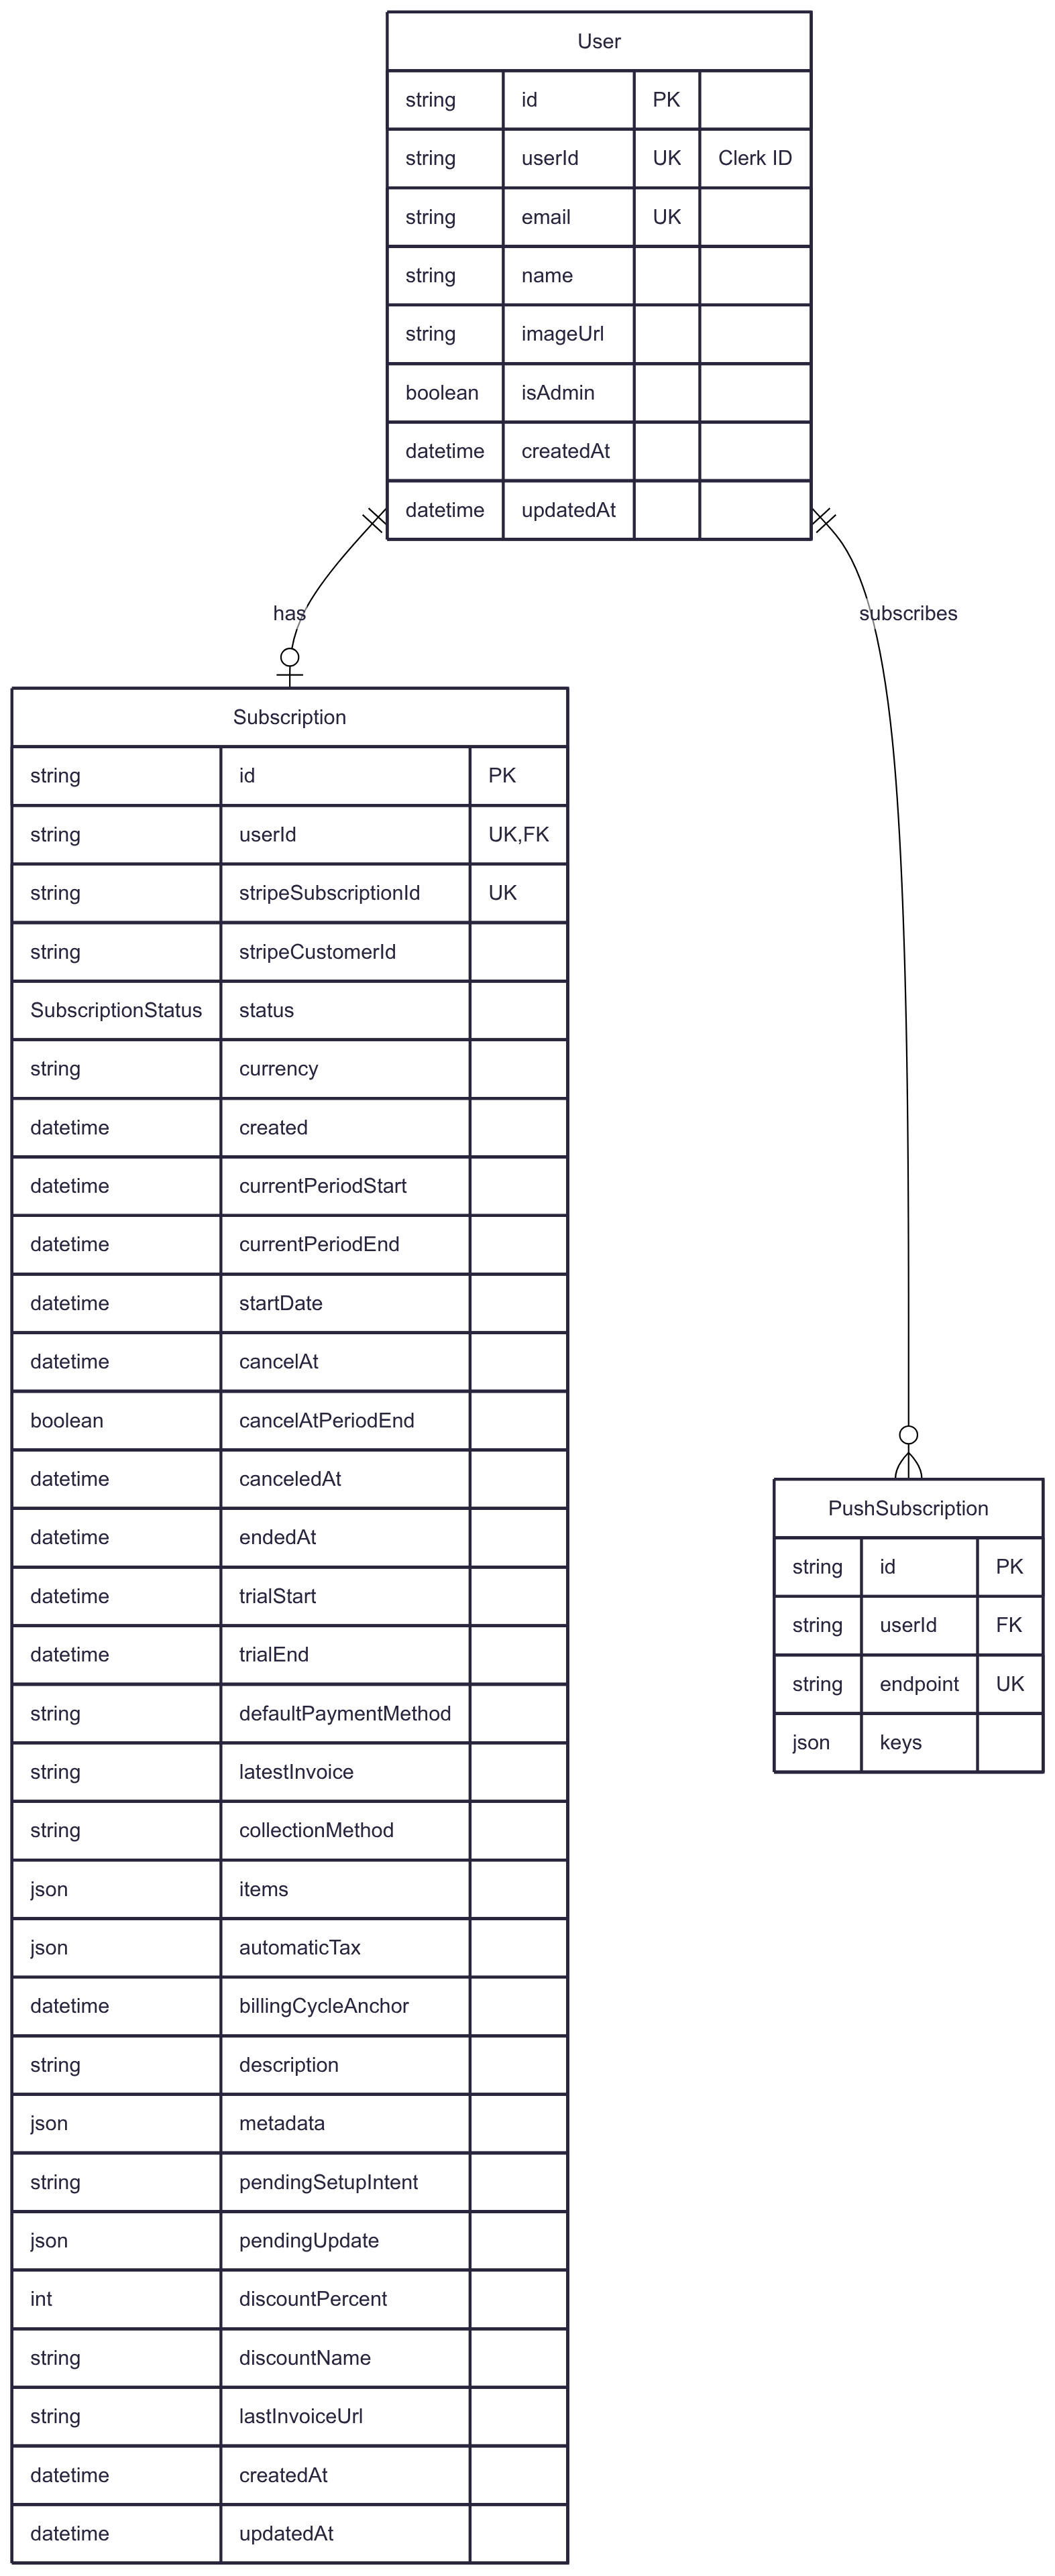 User
string id PK
string userId UK Clerk ID
string email UK
string name
string imageUrl
boolean isAdmin
datetime createdAt
datetime updatedAt
has
subscribes
Subscription
string id PK
string userId UK,FK
string stripeSubscriptionId UK
string stripeCustomerId
SubscriptionStatus status
string currency
datetime created
datetime currentPeriodStart
datetime currentPeriodEnd
datetime startDate
datetime cancelAt
boolean cancelAtPeriodEnd
datetime canceledAt
datetime endedAt
datetime trialStart
datetime trialEnd
string defaultPaymentMethod
string latestInvoice
string collectionMethod
json items
json automaticTax
datetime billingCycleAnchor
string description
json metadata
string pendingSetupIntent
json pendingUpdate
int discountPercent
string discountName
string lastInvoiceUrl
datetime createdAt
datetime updatedAt
PushSubscription
string id PK
string userId FK
string endpoint UK
json keys